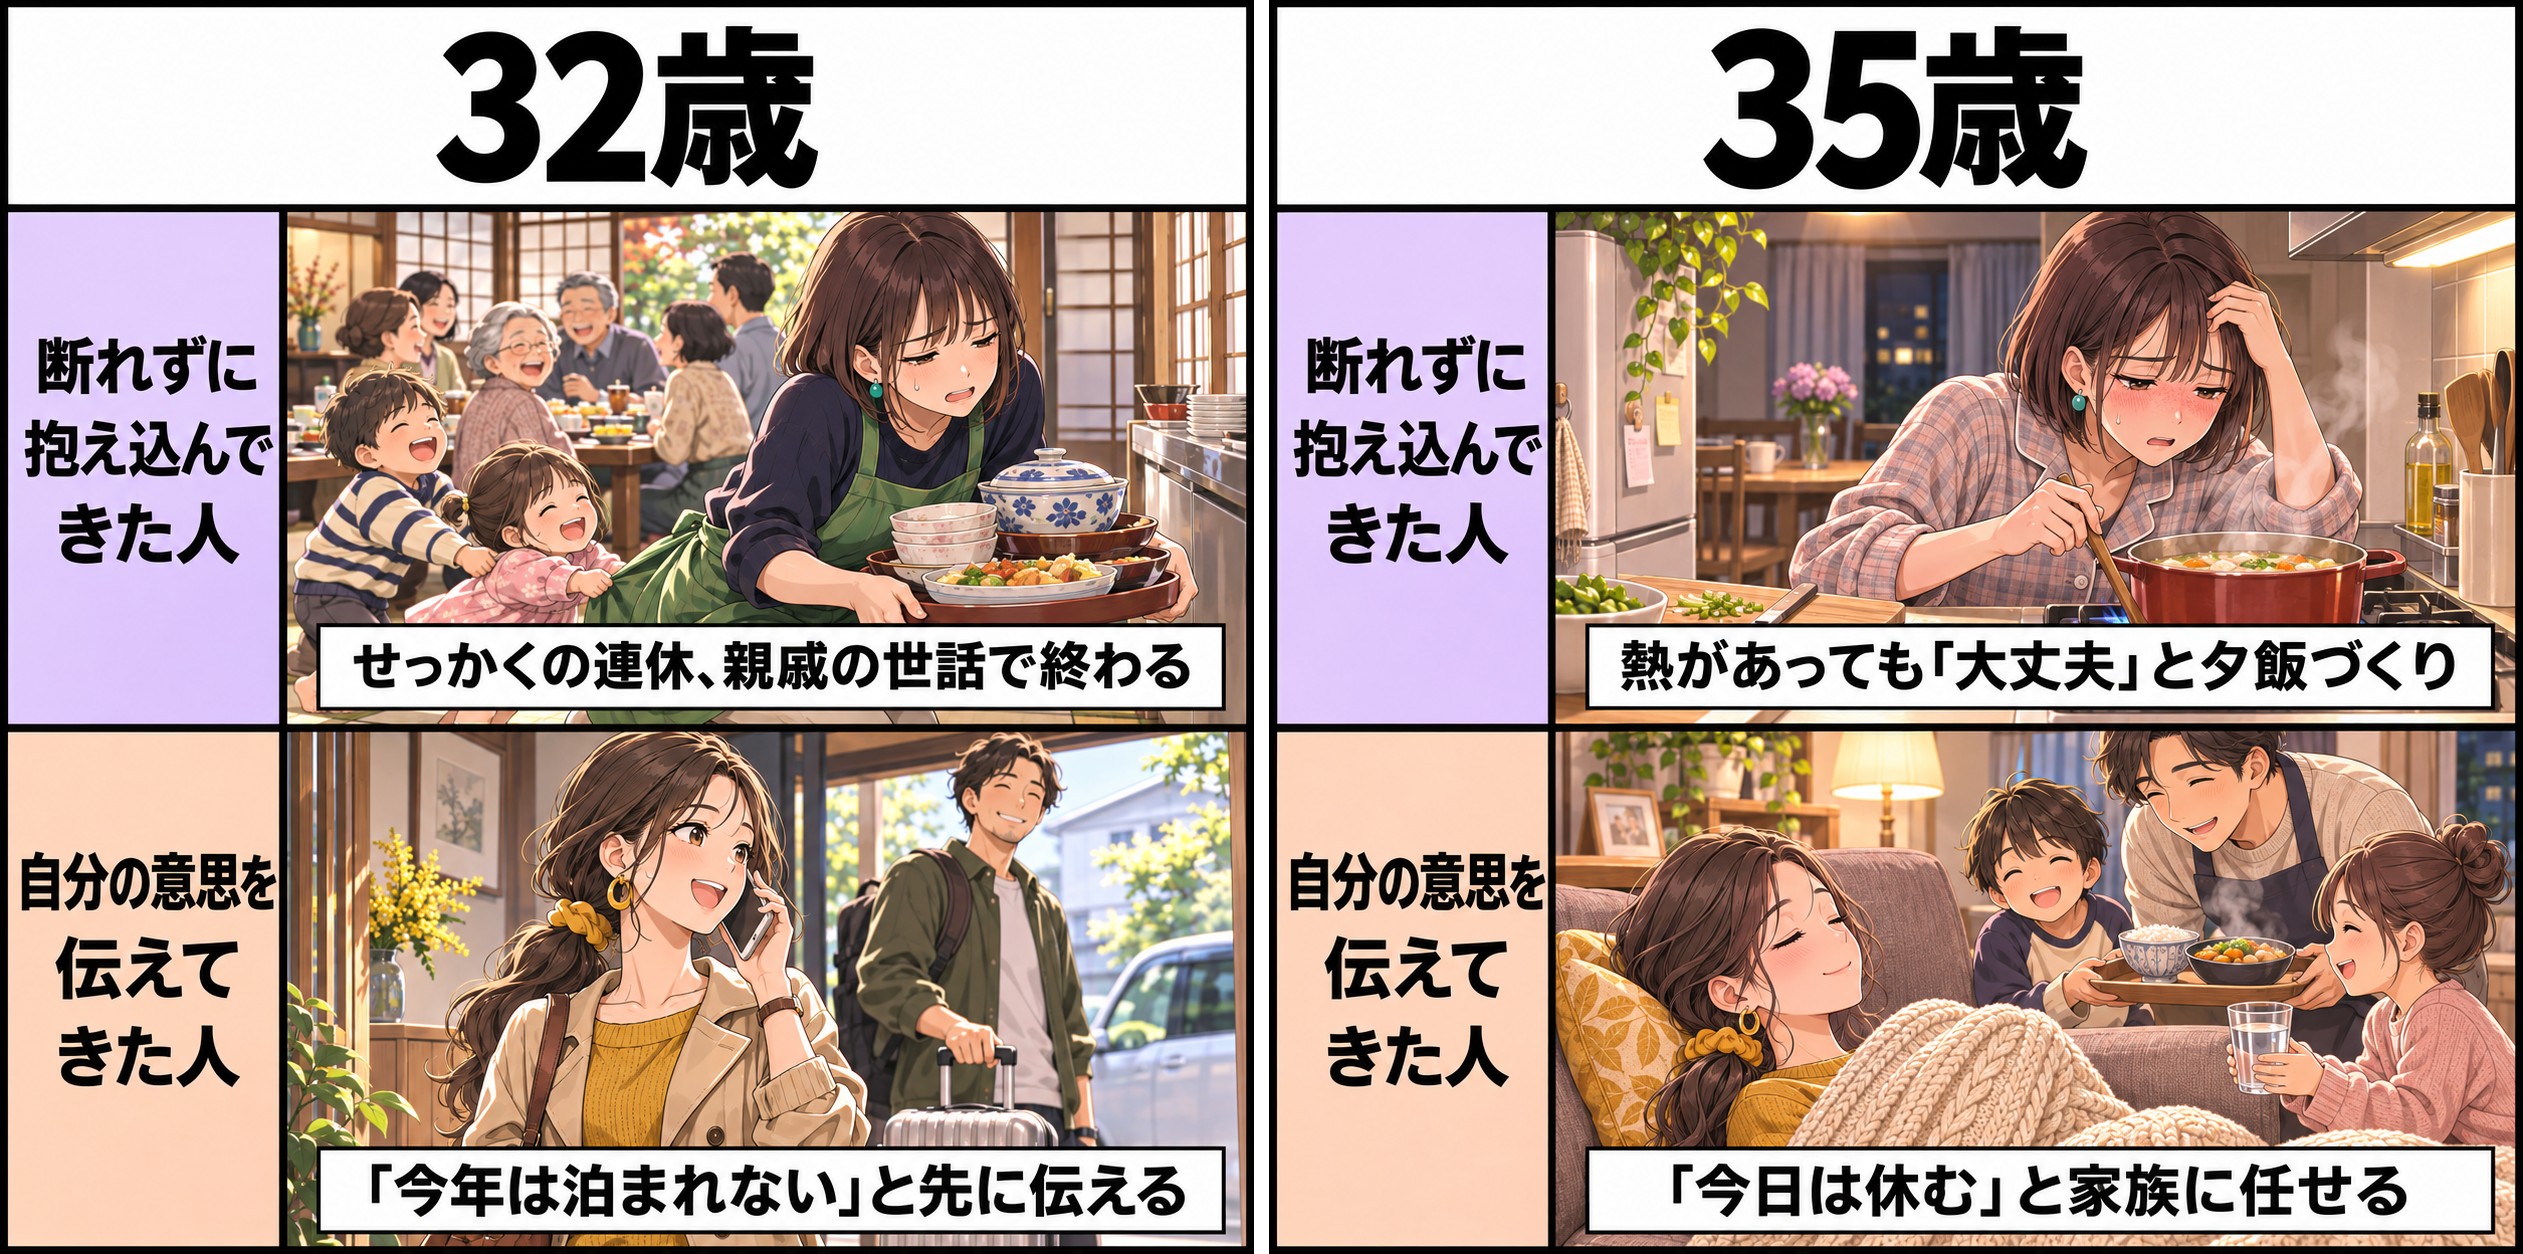 32歳
断れずに
抱え込んで
きた人
せっかくの連休、親戚の世話で終わる
自分の意思を
伝えて
きた人
「今年は泊まれない」と先に伝える
35歳
断れずに
抱え込んで
きた人
熱があっても「大丈夫」と夕飯づくり
自分の意思を
伝えて
きた人
「今日は休む」と家族に任せる